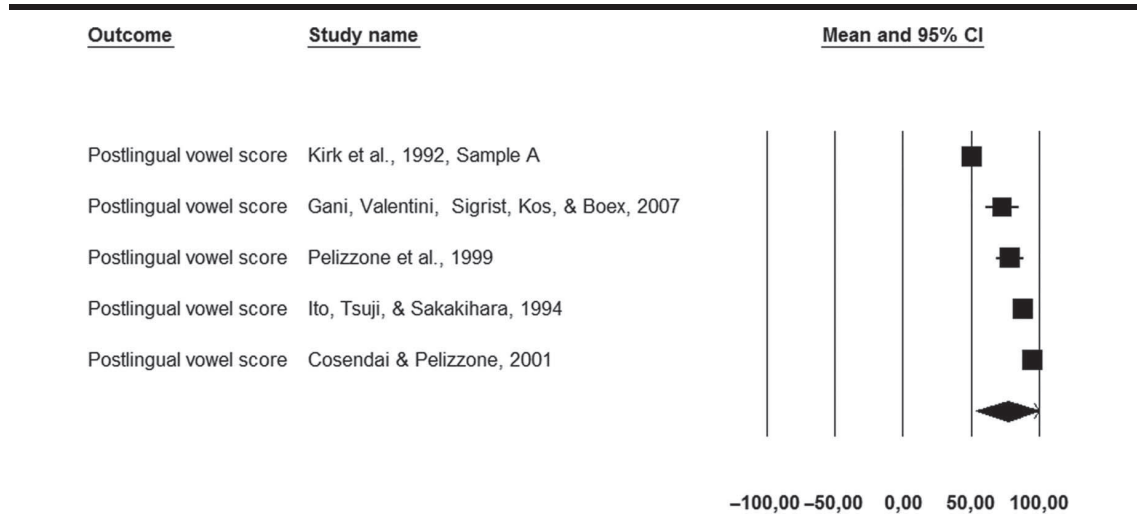 Outcome Study name Mean and 95% CI
Postlingual vowel score Kirk et al., 1992, Sample A
Postlingual vowel score Gani, Valentini, Sigrist, Kos, & Boex, 2007
Postlingual vowel score Pelizzone et al., 1999
Postlingual vowel score Ito, Tsuji, & Sakakihara, 1994
Postlingual vowel score Cosendai & Pelizzone, 2001
–100,00 –50,00 0,00 50,00 100,00